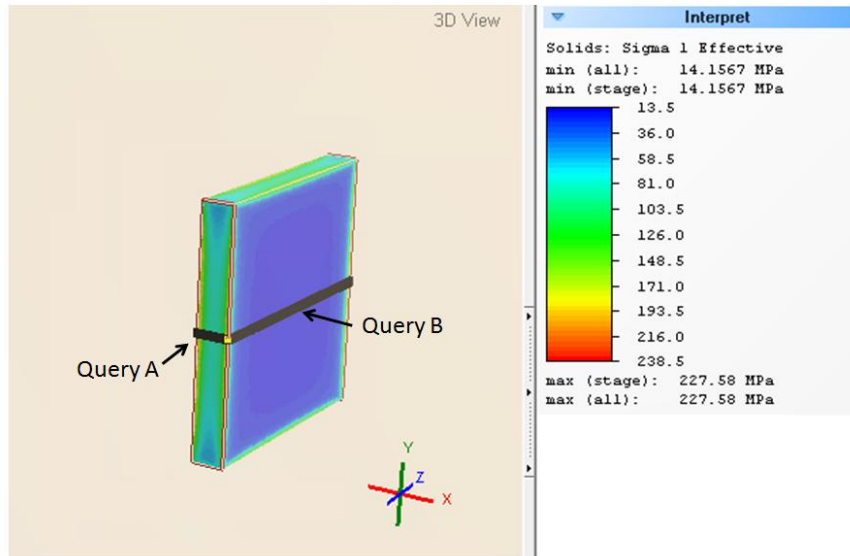 3D View
Query B
Query A
Y
Z
X
Interpret
Solids: Sigma 1 Effective
min (all): 14.1567 MPa
min (stage): 14.1567 MPa
13.5
36.0
58.5
81.0
103.5
126.0
148.5
171.0
193.5
216.0
238.5
max (stage): 227.58 MPa
max (all): 227.58 MPa